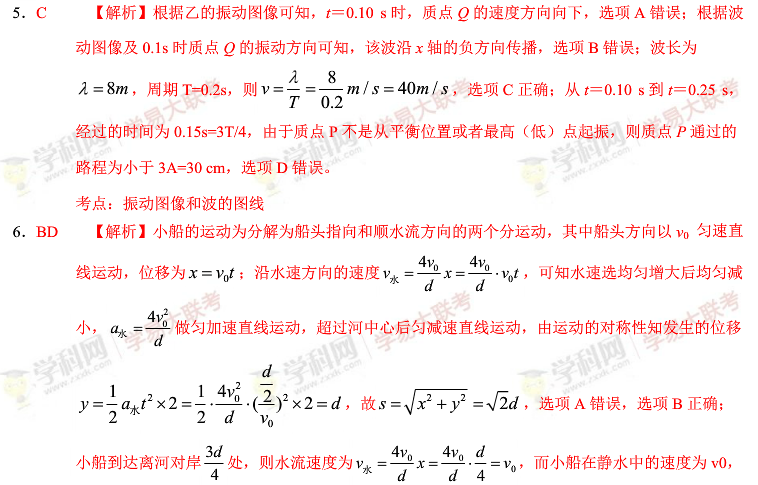 5．C 【解析】根据乙的振动图像可知，t＝0.10 s 时，质点 Q 的速度方向向下，选项 A 错误；根据波
动图像及 0.1s 时质点 Q 的振动方向可知，该波沿 x 轴的负方向传播，选项 B 错误；波长为
λ＝8m，周期 T=0.2s，则 v = λ/T = 8/0.2 m/s = 40m/s，选项 C 正确；从 t＝0.10 s 到 t＝0.25 s，
经过的时间为 0.15s=3T/4，由于质点 P 不是从平衡位置或者最高（低）点起振，则质点 P 通过的
路程为小于 3A=30 cm，选项 D 错误。
考点：振动图像和波的图线
6．BD 【解析】小船的运动为分解为船头指向和顺水流方向的两个分运动，其中船头方向以 v₀ 匀速直
线运动，位移为 x = v₀t；沿水速方向的速度 v水 = 4v₀/d x = 4v₀/d · v₀t，可知水速选均匀增大后均匀减
小，a水 = 4v₀²/d 做匀加速直线运动，超过河中心后匀减速直线运动，由运动的对称性知发生的位移
y = 1/2 a水t² × 2 = 1/2 · 4v₀²/d · ((d/2)/v₀)² × 2 = d，故 s = √(x² + y²) = √2d，选项 A 错误，选项 B 正确；
小船到达离河对岸 3d/4 处，则水流速度为 v水 = 4v₀/d x = 4v₀/d · d/4 = v₀，而小船在静水中的速度为 v0，
学科网
www.zxxk.com
学易大联考